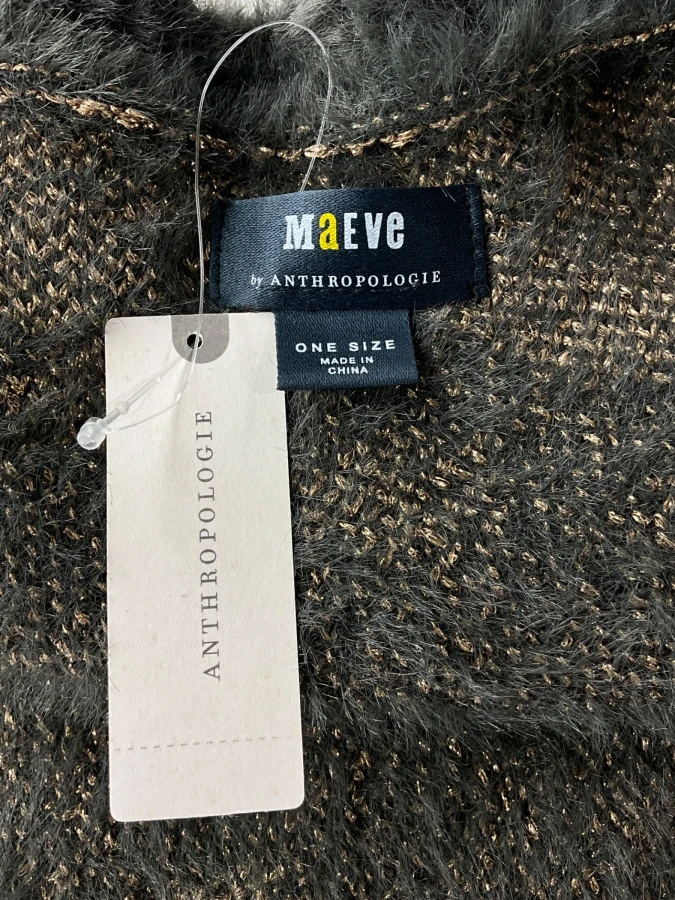 MaEVe
by ANTHROPOLOGIE
ONE SIZE
MADE IN
CHINA
ANTHROPOLOGIE